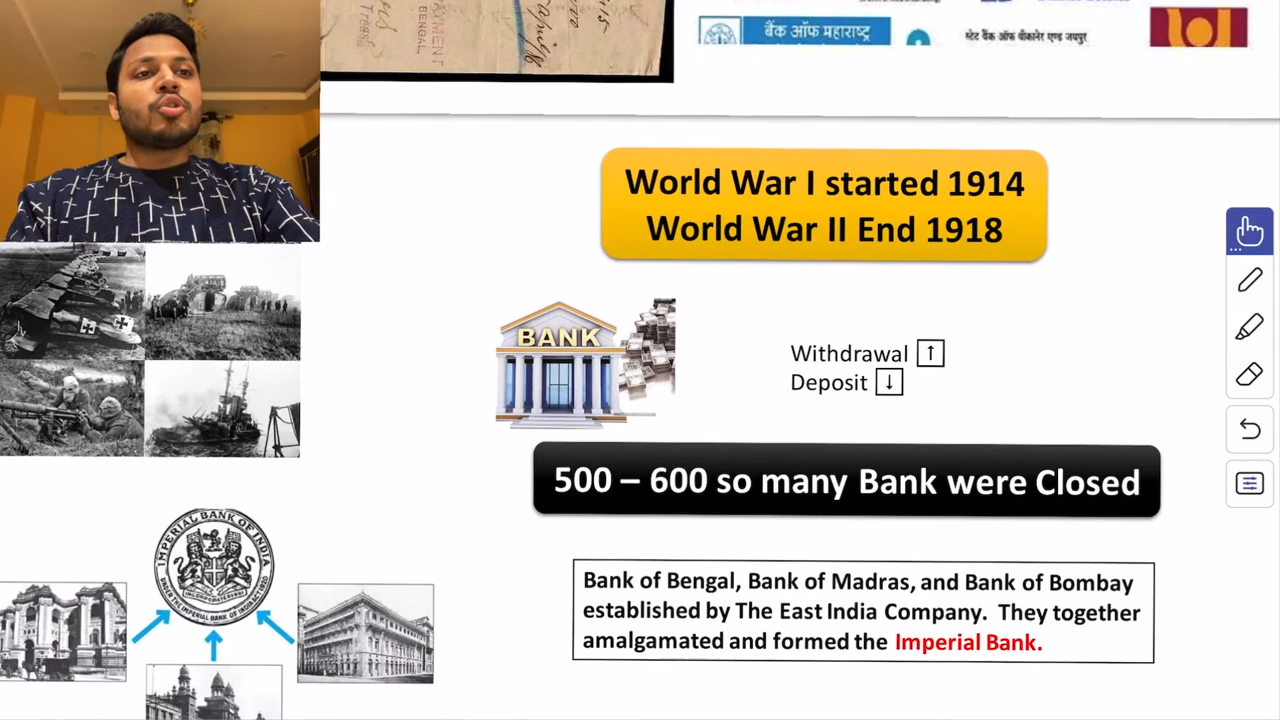 बैंक ऑफ महाराष्ट्र
स्टेट बैंक ऑफ बीकानेर एण्ड जयपुर
PAYMENT
BENGAL,
World War I started 1914
World War II End 1918
BANK
Withdrawal ↑
Deposit ↓
500 – 600 so many Bank were Closed
IMPERIAL BANK OF INDIA
Bank of Bengal, Bank of Madras, and Bank of Bombay
established by The East India Company. They together
amalgamated and formed the Imperial Bank.